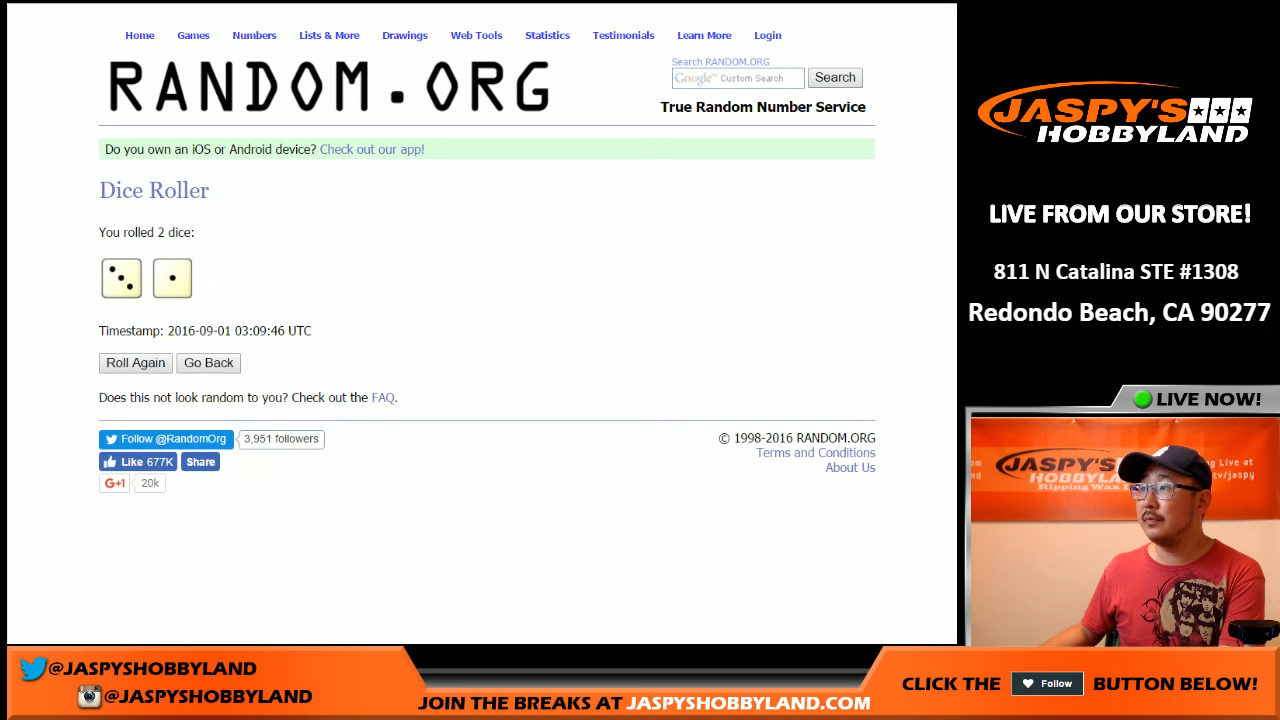 Home Games Numbers Lists & More Drawings Web Tools Statistics Testimonials Learn More Login
RANDOM.ORG
Search RANDOM.ORG
Google™ Custom Search Search
True Random Number Service
Do you own an iOS or Android device? Check out our app!
Dice Roller
You rolled 2 dice:
Timestamp: 2016-09-01 03:09:46 UTC
Roll Again Go Back
Does this not look random to you? Check out the FAQ.
Follow @RandomOrg 3,951 followers
Like 677K Share
G+1 20k
© 1998-2016 RANDOM.ORG
Terms and Conditions
About Us
JASPY'S
HOBBYLAND
LIVE FROM OUR STORE!
811 N Catalina STE #1308
Redondo Beach, CA 90277
LIVE NOW!
JASPY'S
HOBBYLAND
Ripping Wax
ng Live at
tv/jaspy
@JASPYSHOBBYLAND
@JASPYSHOBBYLAND
JOIN THE BREAKS AT JASPYSHOBBYLAND.COM
CLICK THE Follow BUTTON BELOW!